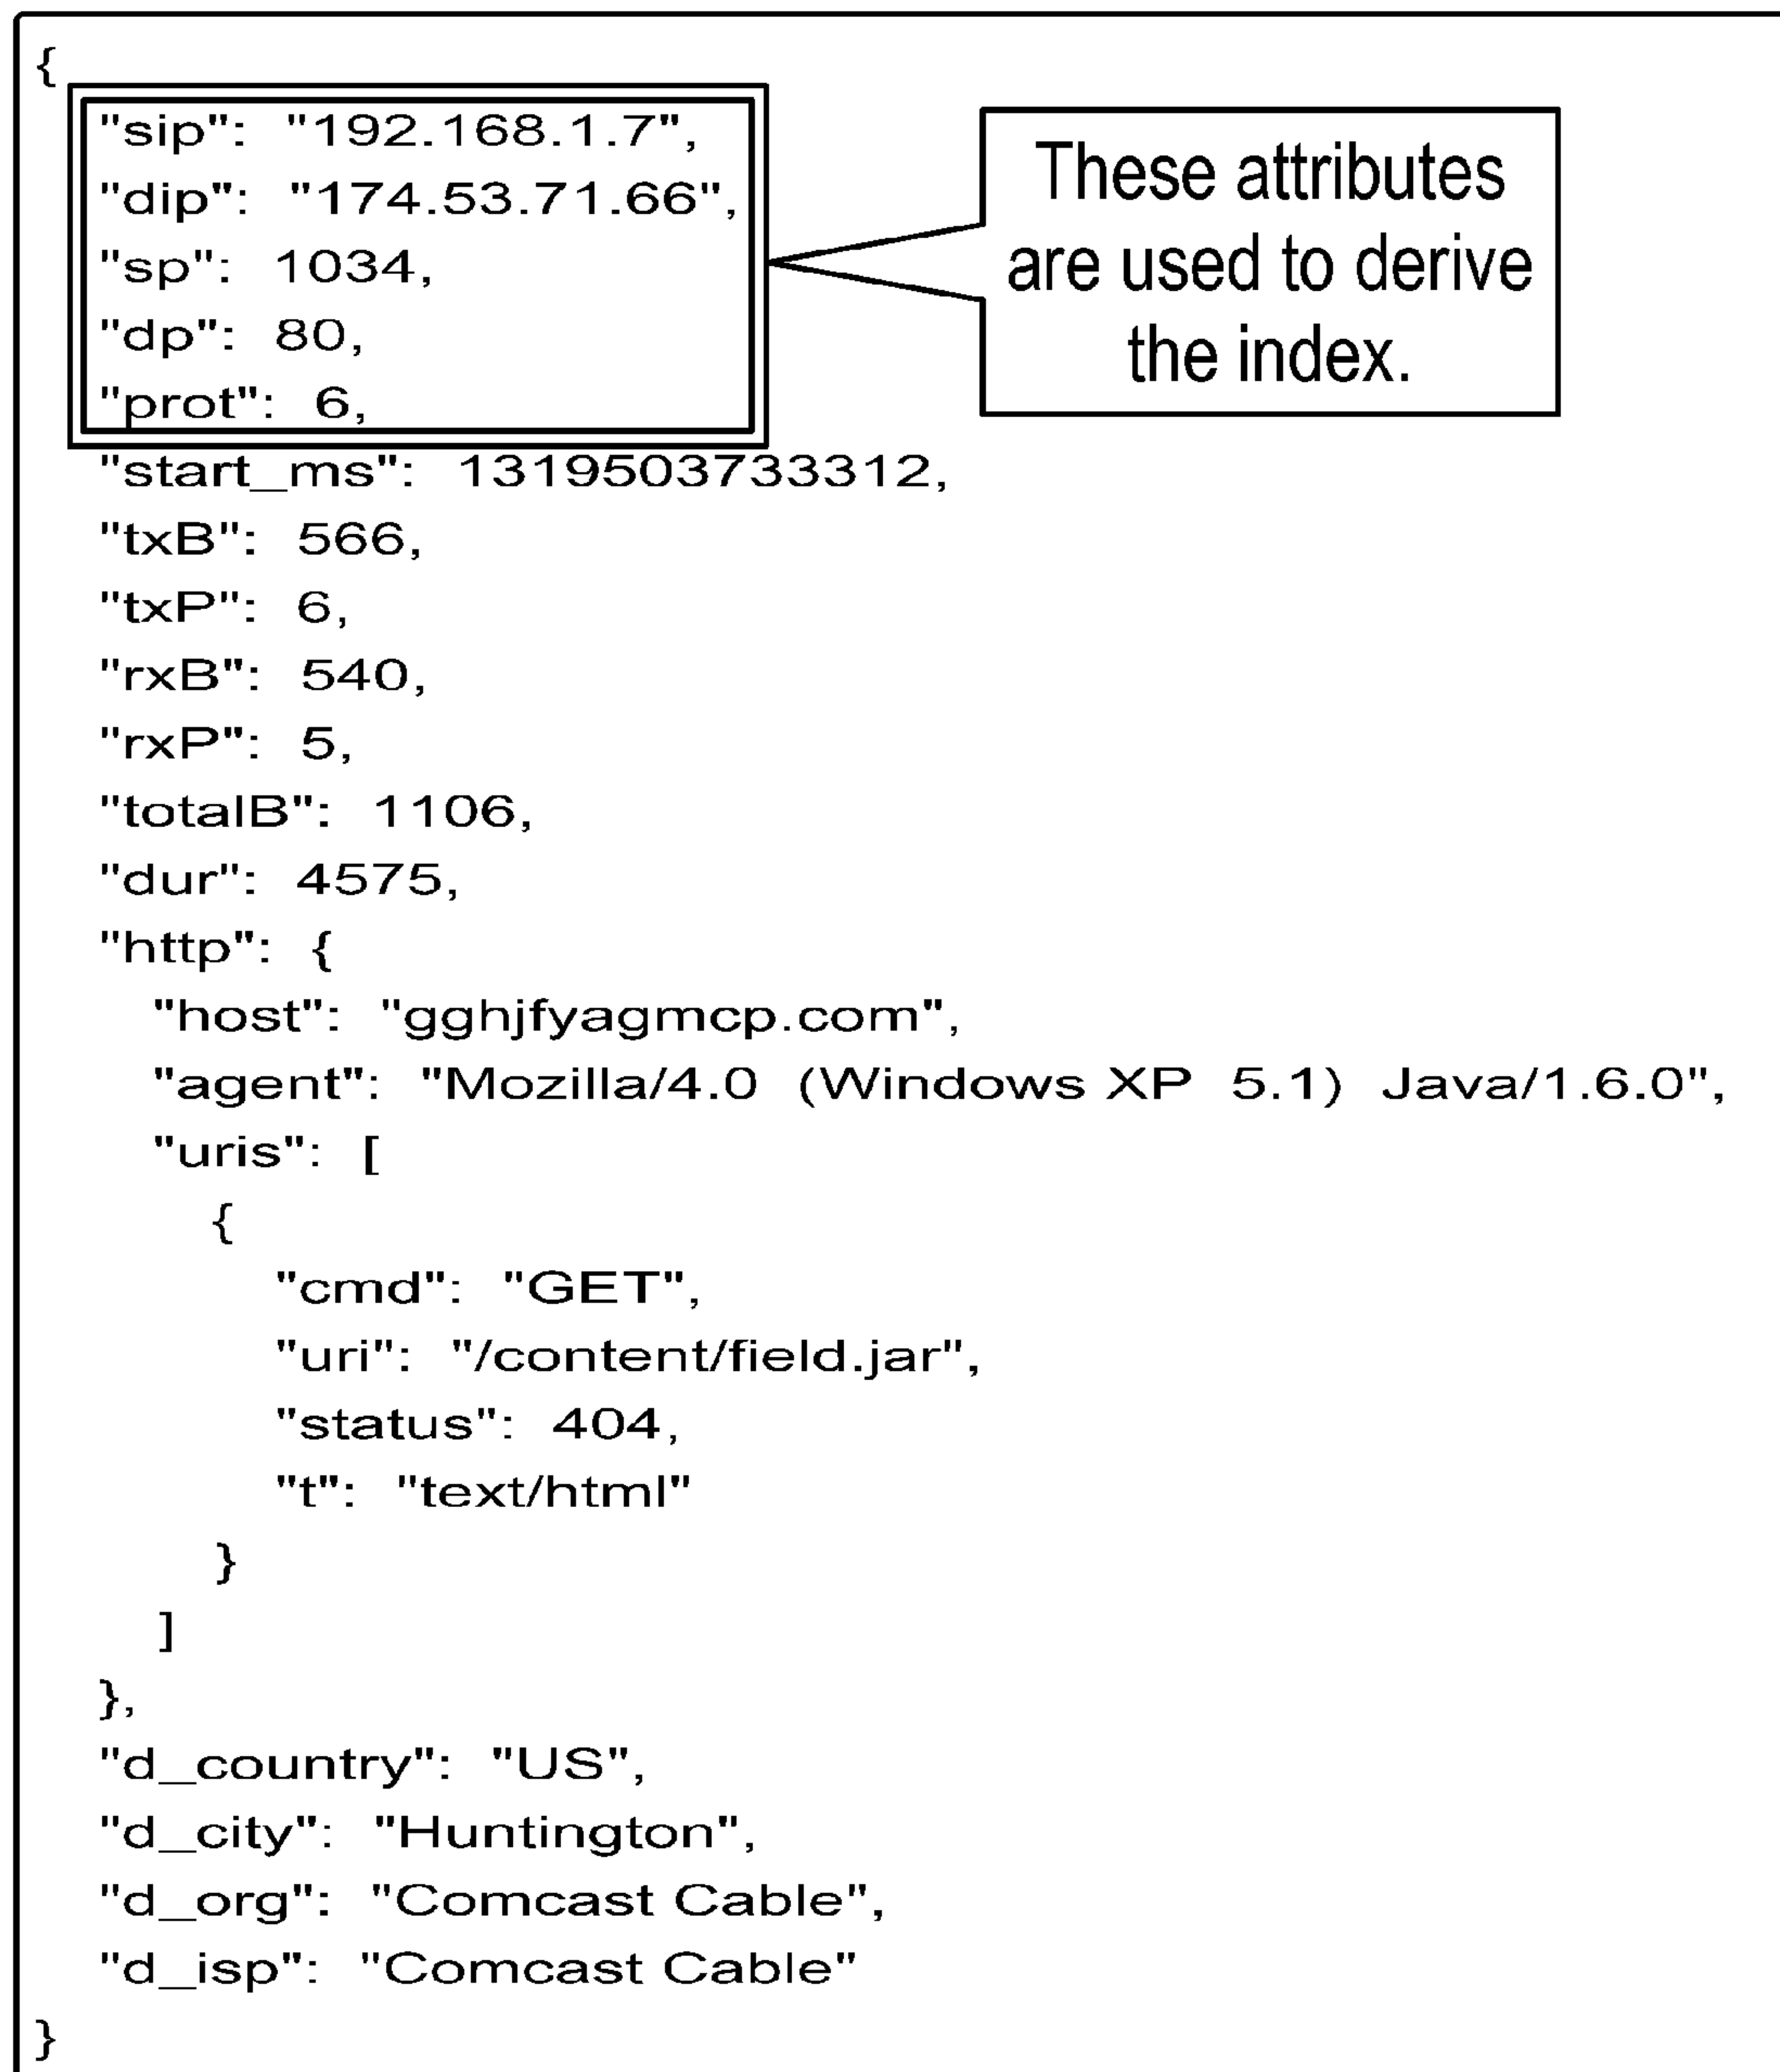 {
"sip": "192.168.1.7",
"dip": "174.53.71.66",
"sp": 1034,
"dp": 80,
"prot": 6,
These attributes
are used to derive
the index.
"start_ms": 1319503733312,
"txB": 566,
"txP": 6,
"rxB": 540,
"rxP": 5,
"totalB": 1106,
"dur": 4575,
"http": {
"host": "gghjfyagmcp.com",
"agent": "Mozilla/4.0 (Windows XP 5.1) Java/1.6.0",
"uris": [
{
"cmd": "GET",
"uri": "/content/field.jar",
"status": 404,
"t": "text/html"
}
]
},
"d_country": "US",
"d_city": "Huntington",
"d_org": "Comcast Cable",
"d_isp": "Comcast Cable"
}